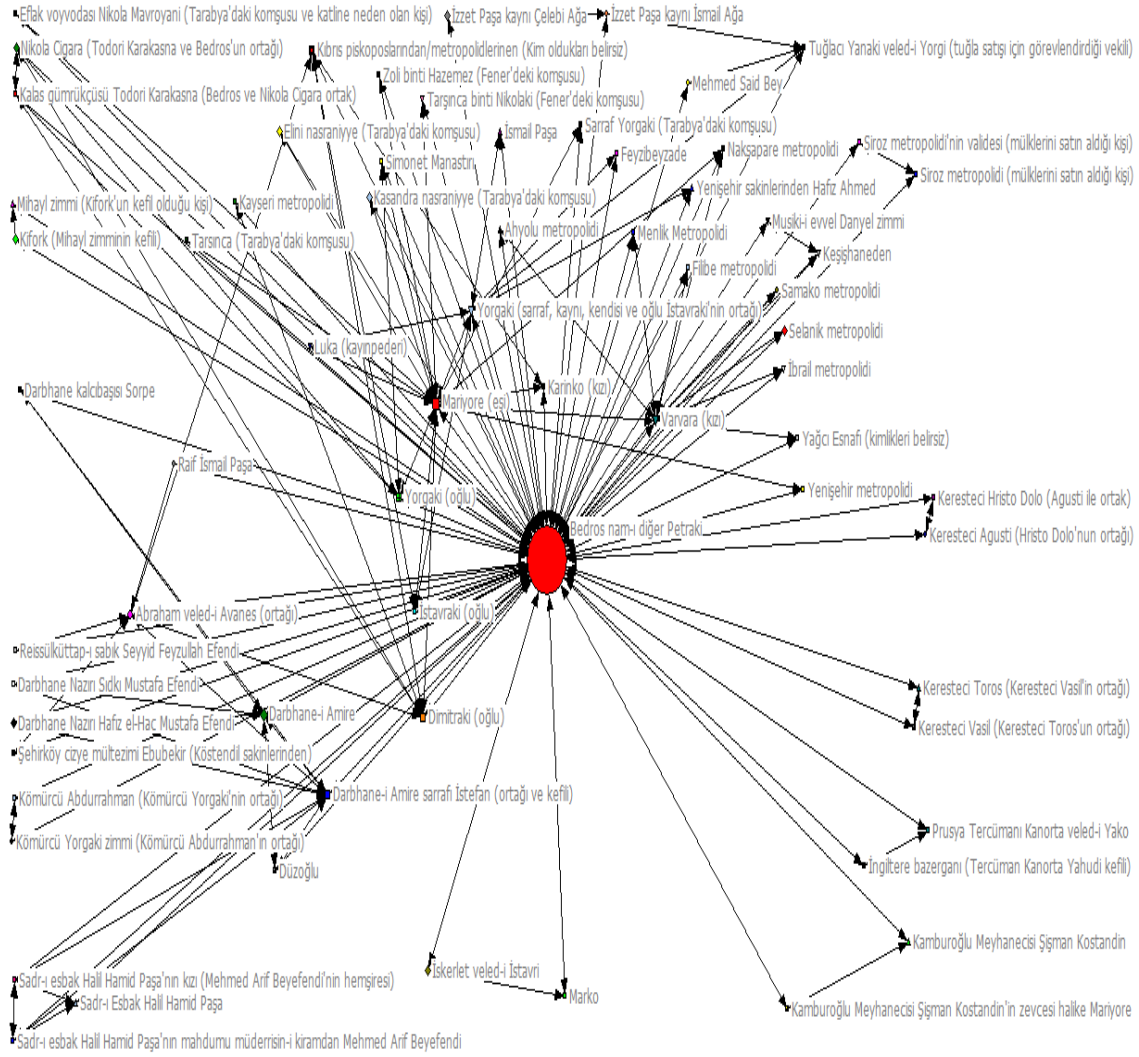 Eflak voyvodası Nikola Mavroyani (Tarabya'daki komşusu ve katline neden olan kişi)
İzzet Paşa kaynı Çelebi Ağa
İzzet Paşa kaynı İsmail Ağa
Nikola Cigara (Todori Karakasna ve Bedros'un ortağı)
Kıbrıs piskoposlarından/metropolidlerinen (Kim oldukları belirsiz)
Tuğlacı Yanaki veled-i Yorgi (tuğla satışı için görevlendirdiği vekili)
Zoli binti Hazemez (Fener'deki komşusu)
Mehmed Said Bey
Kalas gümrükçüsü Todori Karakasna (Bedros ve Nikola Cigara ortak)
Tarşınca binti Nikolaki (Fener'deki komşusu)
Elini nasraniyye (Tarabya'daki komşusu)
İsmail Paşa
Sarraf Yorgaki (Tarabya'daki komşusu)
Simonet Manastırı
Feyzibeyzade
Nakşapare metropolidi
Siroz metropolidi'nin validesi (mülklerini satın aldığı kişi)
Siroz metropolidi (mülklerini satın aldığı kişi)
Mihayl zimmi (Kifork'un kefil olduğu kişi)
Kayseri metropolidi
Kasandra nasraniyye (Tarabya'daki komşusu)
Yenişehir sakinlerinden Hafız Ahmed
Kifork (Mihayl zimminin kefili)
Tarsınca (Tarabya'daki komşusu)
Ahyolu metropolidi
Menlik Metropolidi
Musiki-i evvel Danyel zimmi
Keşişhaneden
Filibe metropolidi
Samako metropolidi
Yorgaki (sarraf, kaynı, kendisi ve oğlu İstavraki'nin ortağı)
Selanik metropolidi
Luka (kayınpederi)
İbrail metropolidi
Darbhane kalcıbaşısı Sorpe
Karinko (kızı)
Mariyore (eşi)
Varvara (kızı)
Yağcı Esnafı (kimlikleri belirsiz)
Raif İsmail Paşa
Yorgaki (oğlu)
Yenişehir metropolidi
Keresteci Hristo Dolo (Agusti ile ortak)
Bedros nam-ı diğer Petraki
Keresteci Agusti (Hristo Dolo'nun ortağı)
Abraham veled-i Avanes (ortağı)
İstavraki (oğlu)
Reissülküttap-ı sabık Seyyid Feyzullah Efendi
Darbhane Nazırı Sıdkı Mustafa Efendi
Keresteci Toros (Keresteci Vasil'in ortağı)
Darbhane Nazırı Hafız el-Hac Mustafa Efendi
Darbhane-i Amire
Dimitraki (oğlu)
Keresteci Vasil (Keresteci Toros'un ortağı)
Şehirköy cizye mültezimi Ebubekir (Köstendil sakinlerinden)
Kömürcü Abdurrahman (Kömürcü Yorgaki'nin ortağı)
Darbhane-i Amire sarrafı İstefan (ortağı ve kefili)
Kömürcü Yorgaki zimmi (Kömürcü Abdurrahman'ın ortağı)
Prusya Tercümanı Kanorta veled-i Yako
Düzoğlu
İngiltere bazerganı (Tercüman Kanorta Yahudi kefili)
Kamburoğlu Meyhanecisi Şişman Kostandin
Sadr-ı esbak Halil Hamid Paşa'nın kızı (Mehmed Arif Beyefendi'nin hemşiresi)
İskerlet veled-i İstavri
Marko
Sadr-ı Esbak Halil Hamid Paşa
Kamburoğlu Meyhanecisi Şişman Kostandin'in zevcesi halike Mariyore
Sadr-ı esbak Halil Hamid Paşa'nın mahdumu müderrisin-i kiramdan Mehmed Arif Beyefendi